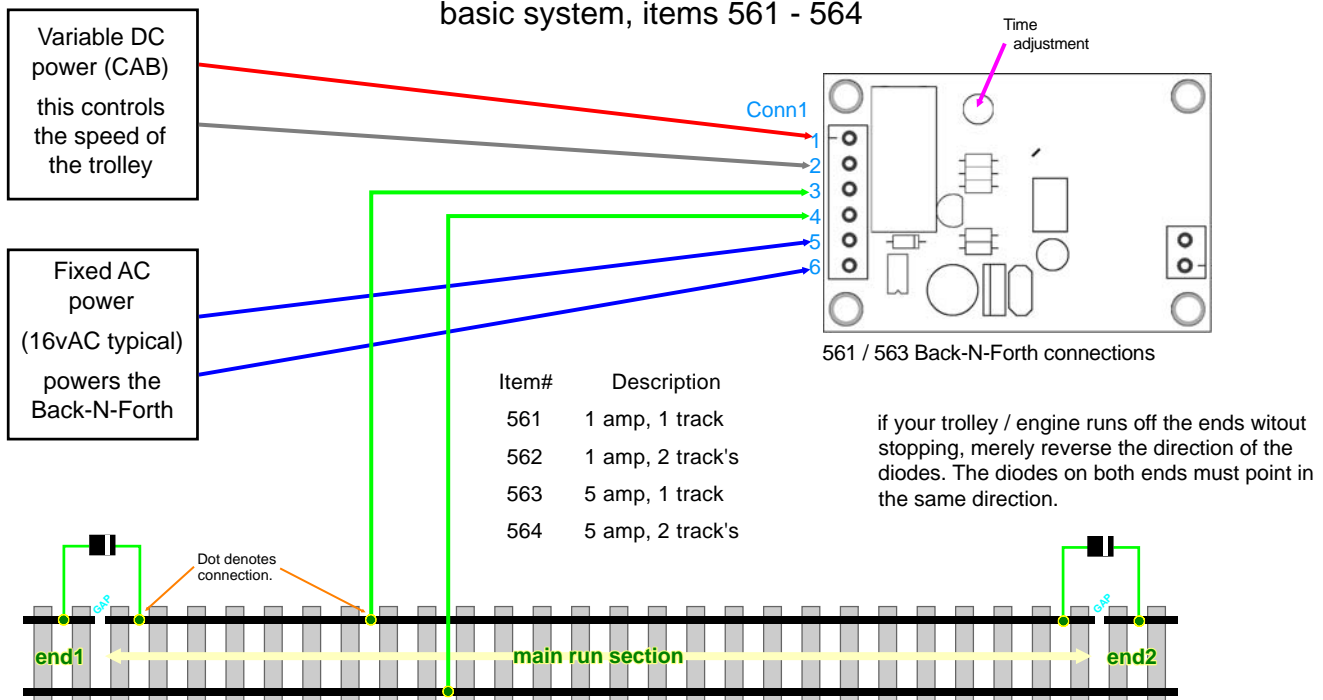 basic system, items 561 - 564
Variable DC
power (CAB)
this controls
the speed of
the trolley
Time
adjustment
Conn1
1
2
3
4
5
6
Fixed AC
power
(16vAC typical)
powers the
Back-N-Forth
561 / 563 Back-N-Forth connections
Item# Description
561 1 amp, 1 track
562 1 amp, 2 track's
563 5 amp, 1 track
564 5 amp, 2 track's
if your trolley / engine runs off the ends witout
stopping, merely reverse the direction of the
diodes. The diodes on both ends must point in
the same direction.
Dot denotes
connection.
GAP
GAP
end1
main run section
end2